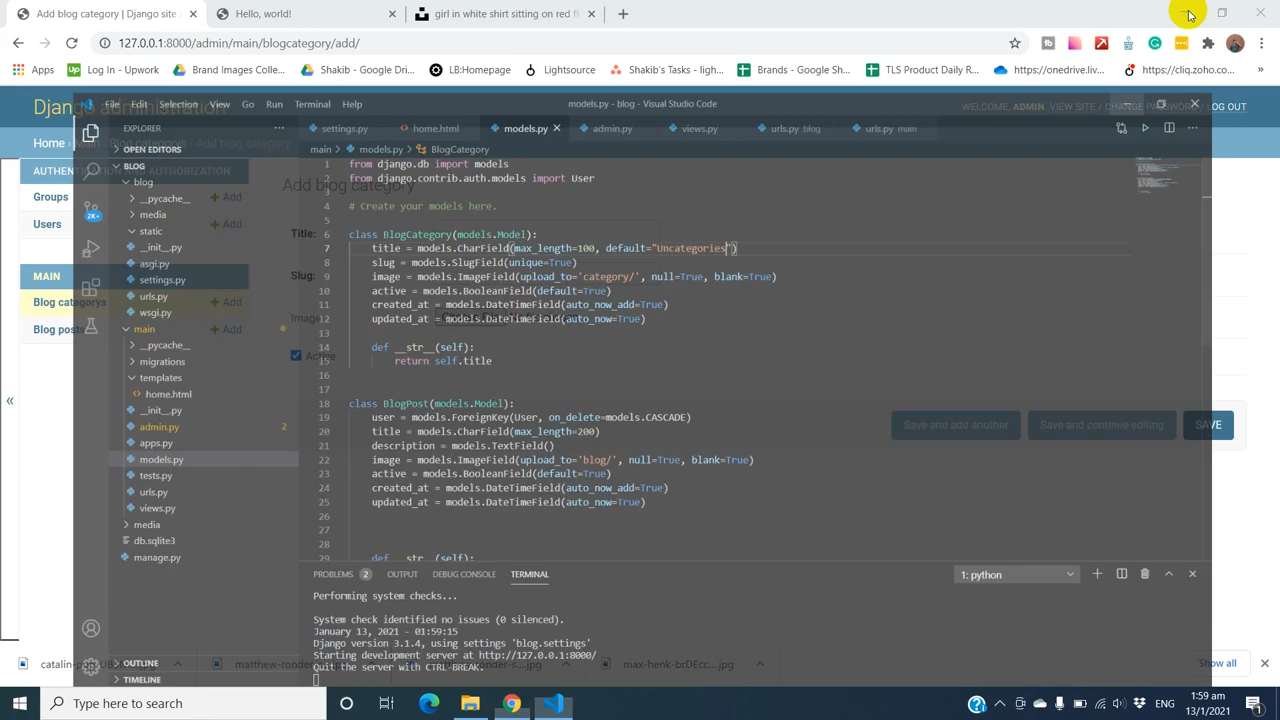 Add blog category | Django site
Hello, world!
girl in white shirt sitting on red f
127.0.0.1:8000/admin/main/blogcategory/add/
Apps
Log In - Upwork
Brand Images Colle...
Shakib - Google Dri...
LB:Homepage
Lightsource
Shakib's Tasks - ligh...
Brands - Google Sh...
TLS Product Daily R...
https://onedrive.live...
https://cliq.zoho.co...
Django administration
WELCOME, ADMIN VIEW SITE / CHANGE PASSWORD LOG OUT
File Edit Selection View Go Run Terminal Help
models.py - blog - Visual Studio Code
EXPLORER
settings.py
home.html
models.py
admin.py
views.py
urls.py blog
urls.py main
Home Main Blog categories Add blog category
OPEN EDITORS
main > models.py > BlogCategory
BLOG
AUTHENTICATION AND AUTHORIZATION
Groups + Add
Users + Add
MAIN
Blog categorys + Add
Blog posts + Add
blog
__pycache__
media
static
__init__.py
asgi.py
settings.py
urls.py
wsgi.py
main
__pycache__
migrations
templates
home.html
__init__.py
admin.py 2
apps.py
models.py
tests.py
urls.py
views.py
media
db.sqlite3
manage.py
2K+
Add blog category
Title:
Slug:
Image
Active
1 from django.db import models
2 from django.contrib.auth.models import User
3
4 # Create your models here.
5
6 class BlogCategory(models.Model):
7 title = models.CharField(max_length=100, default="Uncategories")
8 slug = models.SlugField(unique=True)
9 image = models.ImageField(upload_to='category/', null=True, blank=True)
10 active = models.BooleanField(default=True)
11 created_at = models.DateTimeField(auto_now_add=True)
12 updated_at = models.DateTimeField(auto_now=True)
13
14 def __str__(self):
15 return self.title
16
17
18 class BlogPost(models.Model):
19 user = models.ForeignKey(User, on_delete=models.CASCADE)
20 title = models.CharField(max_length=200)
21 description = models.TextField()
22 image = models.ImageField(upload_to='blog/', null=True, blank=True)
23 active = models.BooleanField(default=True)
24 created_at = models.DateTimeField(auto_now_add=True)
25 updated_at = models.DateTimeField(auto_now=True)
26
27
28
29 def __str__(self):
Save and add another
Save and continue editing
SAVE
PROBLEMS 2 OUTPUT DEBUG CONSOLE TERMINAL
1: python
Performing system checks...
System check identified no issues (0 silenced).
January 13, 2021 - 01:59:15
Django version 3.1.4, using settings 'blog.settings'
Starting development server at http://127.0.0.1:8000/
Quit the server with CTRL-BREAK.
OUTLINE
TIMELINE
max-henk-brDEcc....jpg
Show all
Type here to search
ENG
1:59 am
13/1/2021